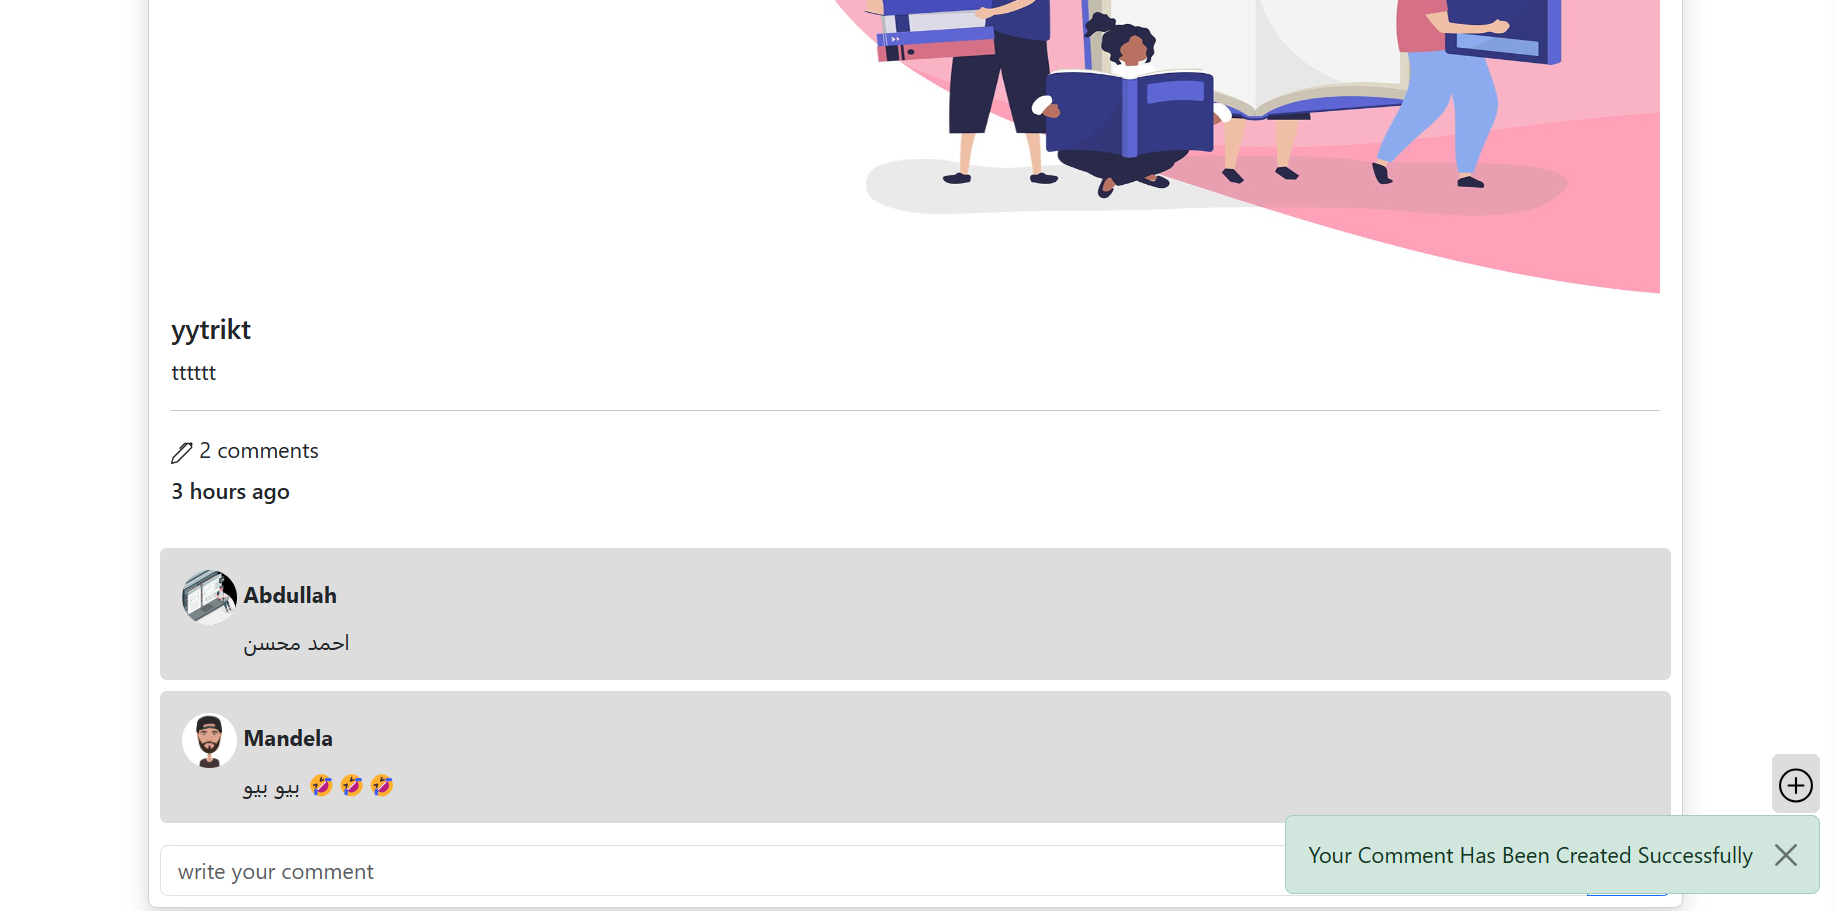 yytrikt
tttttt
2 comments
3 hours ago
Abdullah
احمد محسن
Mandela
بيو بيو 🤣 🤣 🤣
write your comment
Your Comment Has Been Created Successfully